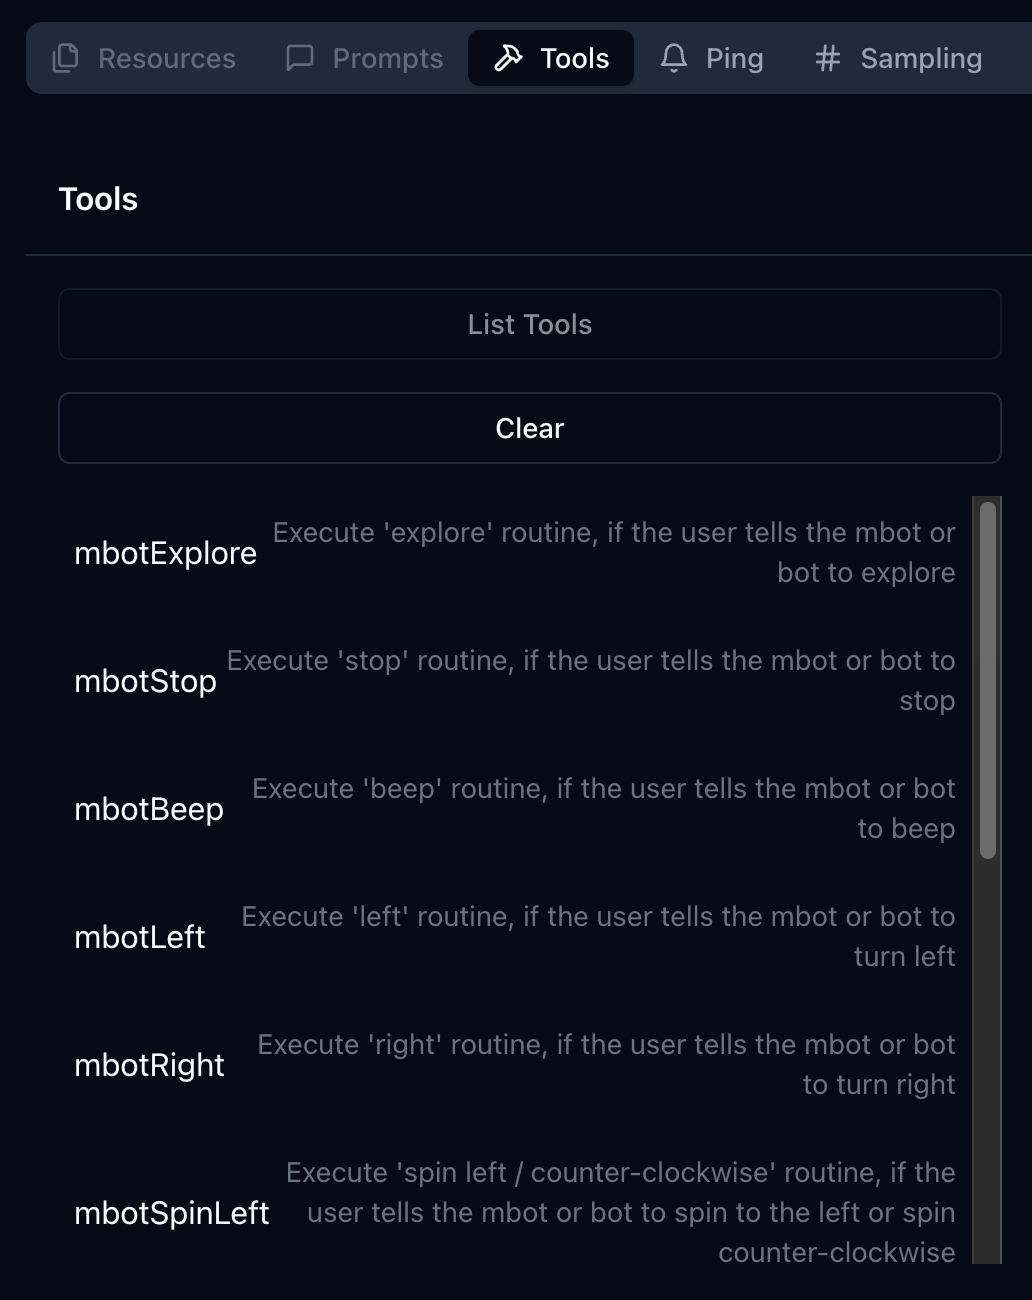 Resources Prompts Tools Ping Sampling
Tools
List Tools
Clear
mbotExplore
Execute 'explore' routine, if the user tells the mbot or
bot to explore
mbotStop
Execute 'stop' routine, if the user tells the mbot or bot to
stop
mbotBeep
Execute 'beep' routine, if the user tells the mbot or bot
to beep
mbotLeft
Execute 'left' routine, if the user tells the mbot or bot to
turn left
mbotRight
Execute 'right' routine, if the user tells the mbot or bot
to turn right
mbotSpinLeft
Execute 'spin left / counter-clockwise' routine, if the
user tells the mbot or bot to spin to the left or spin
counter-clockwise